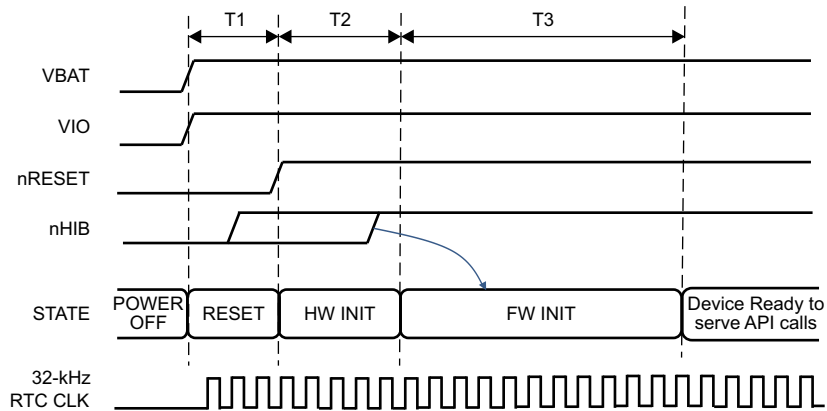 T1 T2 T3
VBAT
VIO
nRESET
nHIB
STATE
POWER
OFF
RESET
HW INIT
FW INIT
Device Ready to
serve API calls
32-kHz
RTC CLK